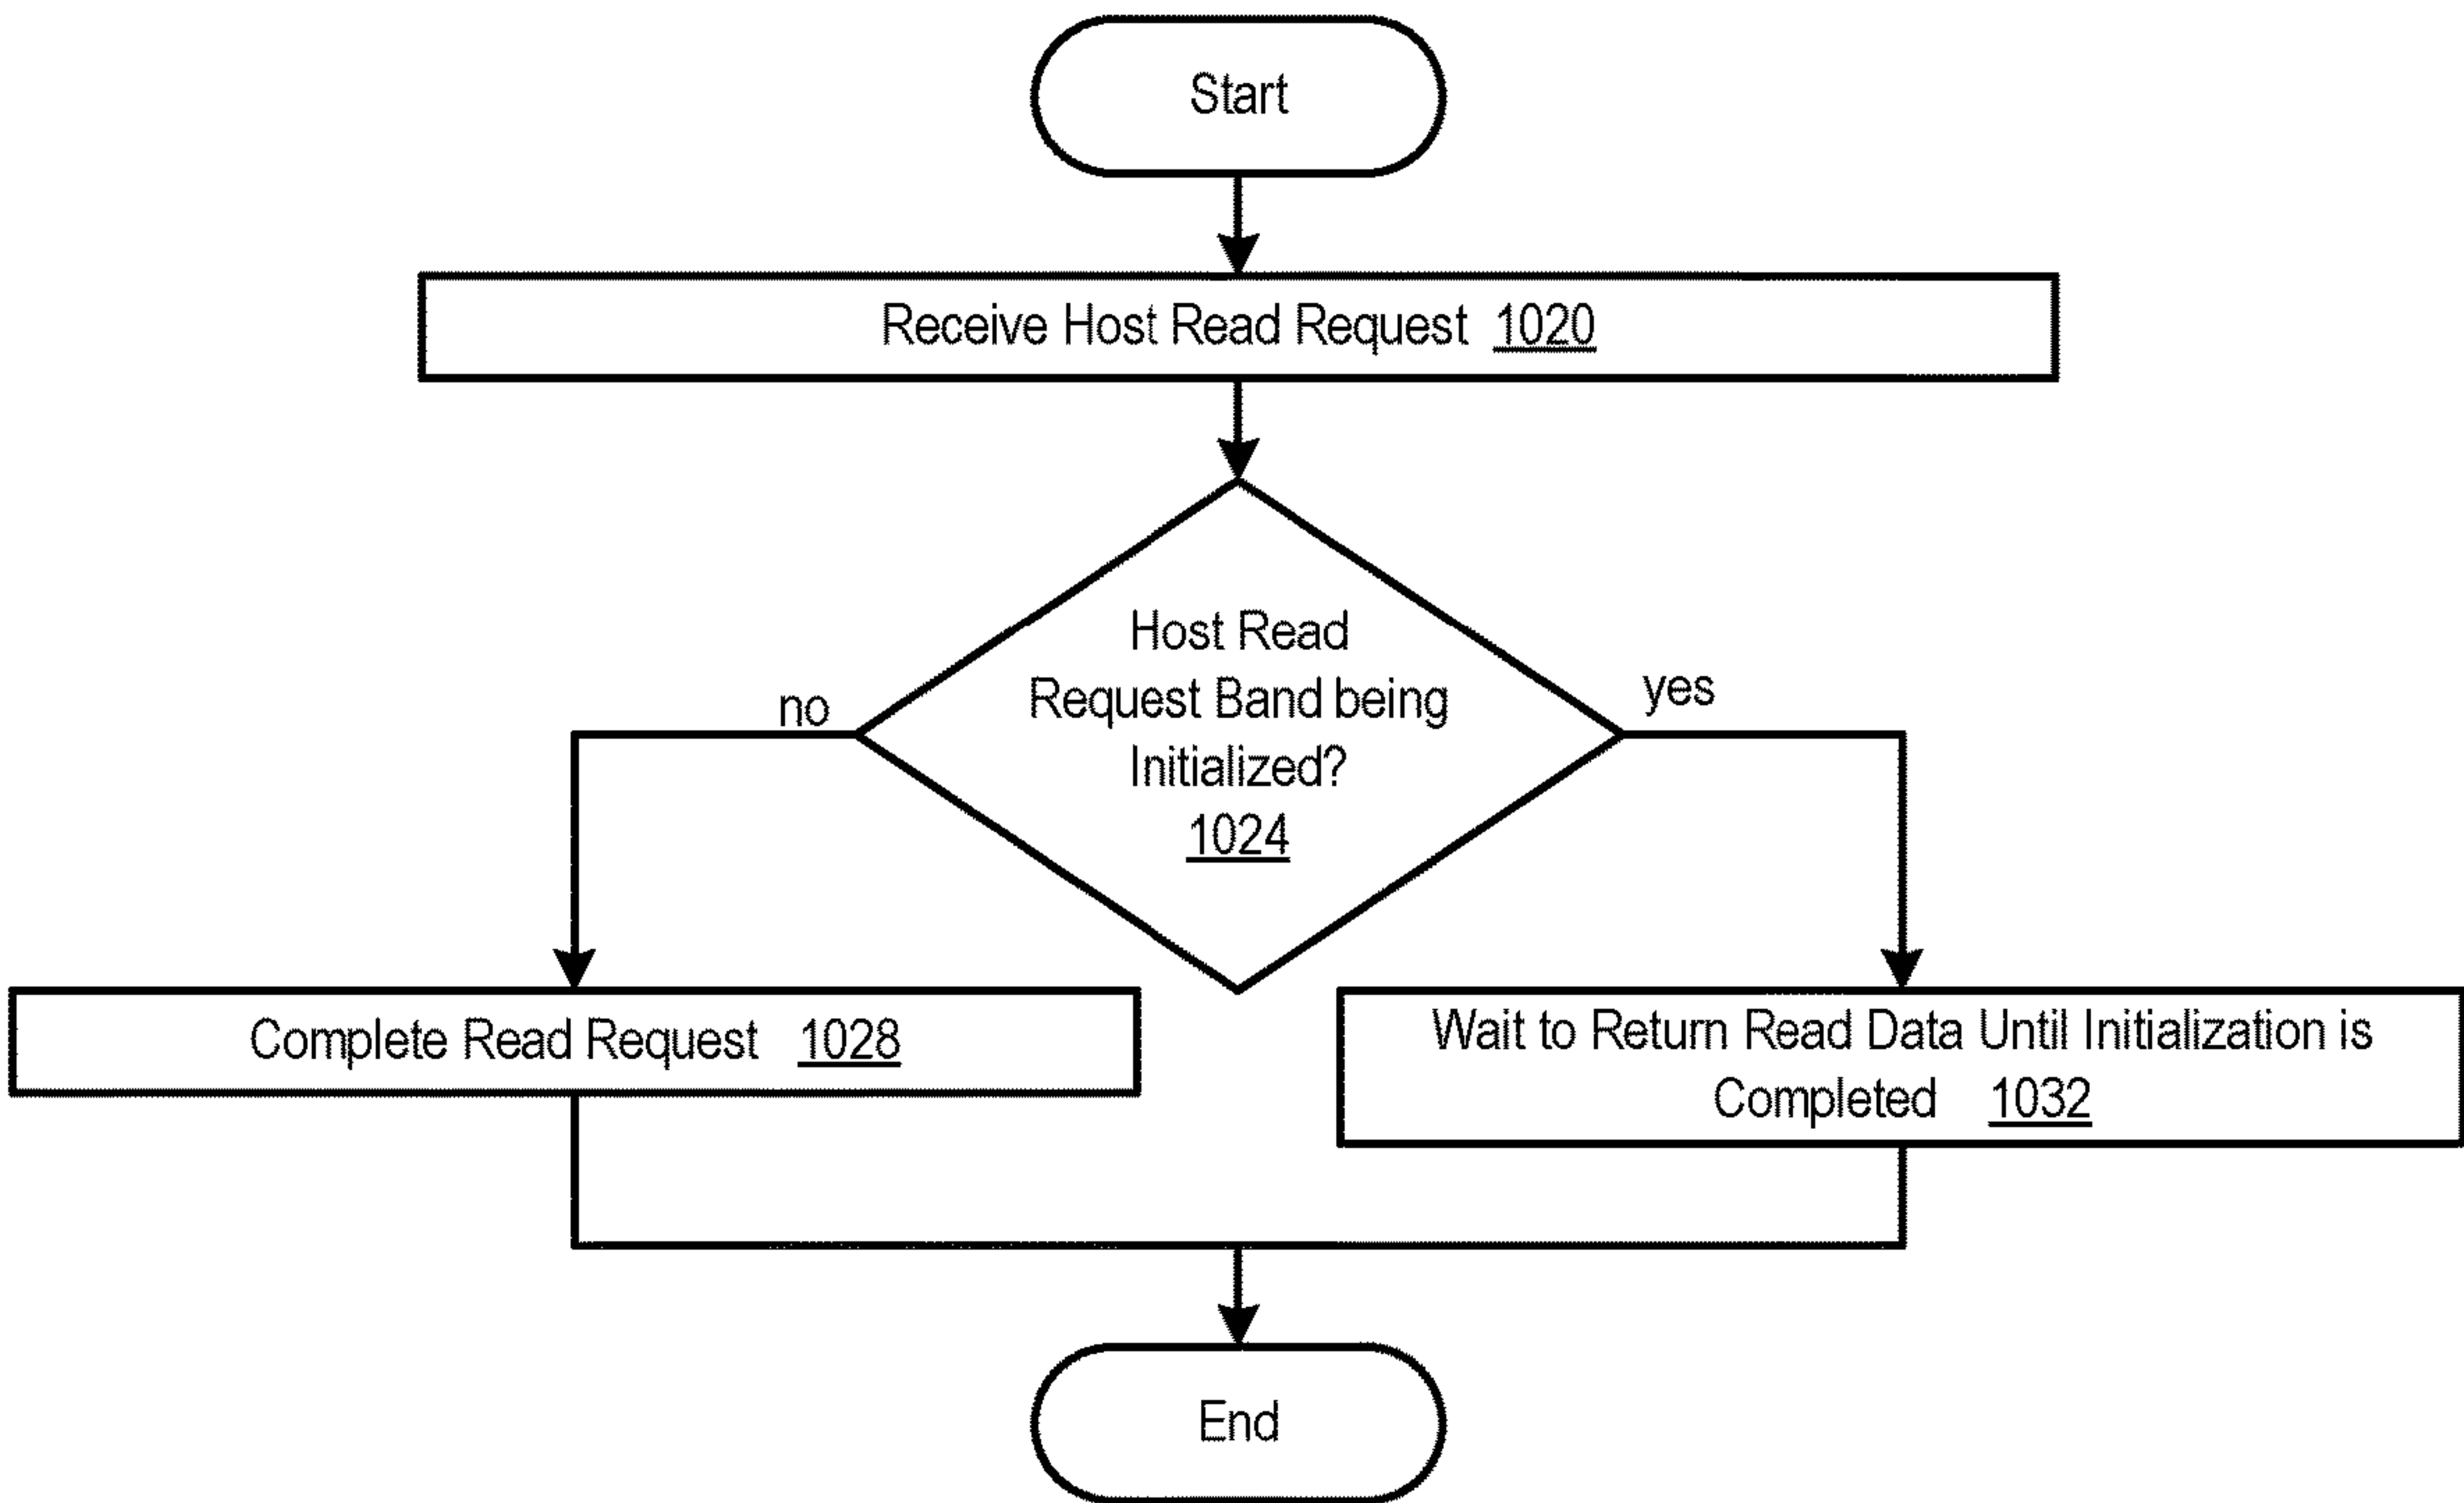 Start
Receive Host Read Request 1020
Host Read
Request Band being
Initialized?
1024
no
yes
Complete Read Request 1028
Wait to Return Read Data Until Initialization is
Completed 1032
End